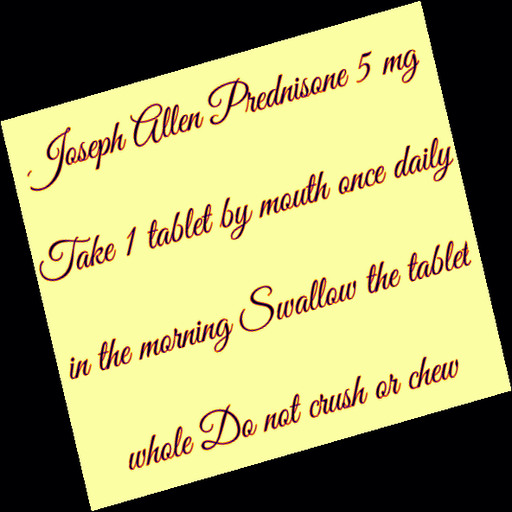 Joseph Allen Prednisone 5 mg
Take 1 tablet by mouth once daily
in the morning Swallow the tablet
whole Do not crush or chew